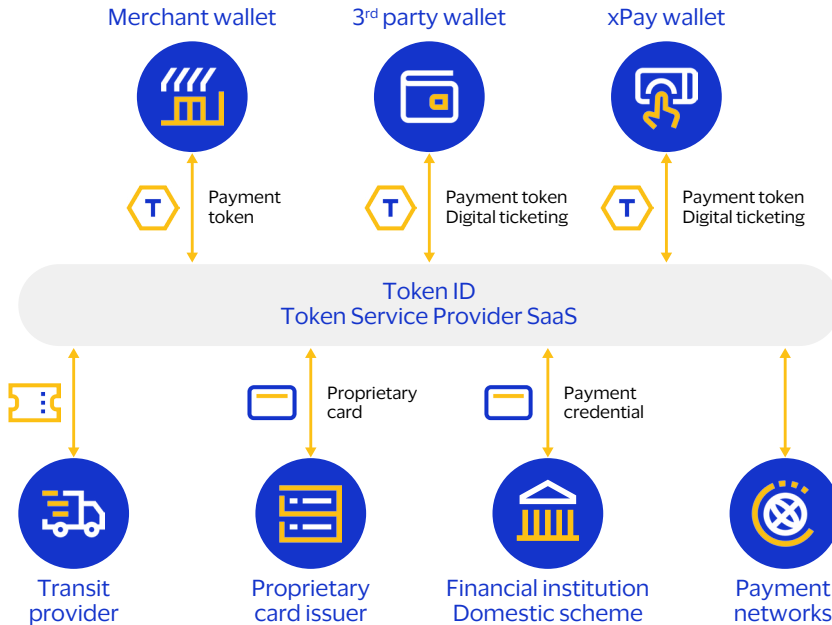 Merchant wallet
3rd party wallet
xPay wallet
T
Payment
token
T
Payment token
Digital ticketing
T
Payment token
Digital ticketing
Token ID
Token Service Provider SaaS
Proprietary
card
Payment
credential
Transit
provider
Proprietary
card issuer
Financial institution
Domestic scheme
Payment
networks